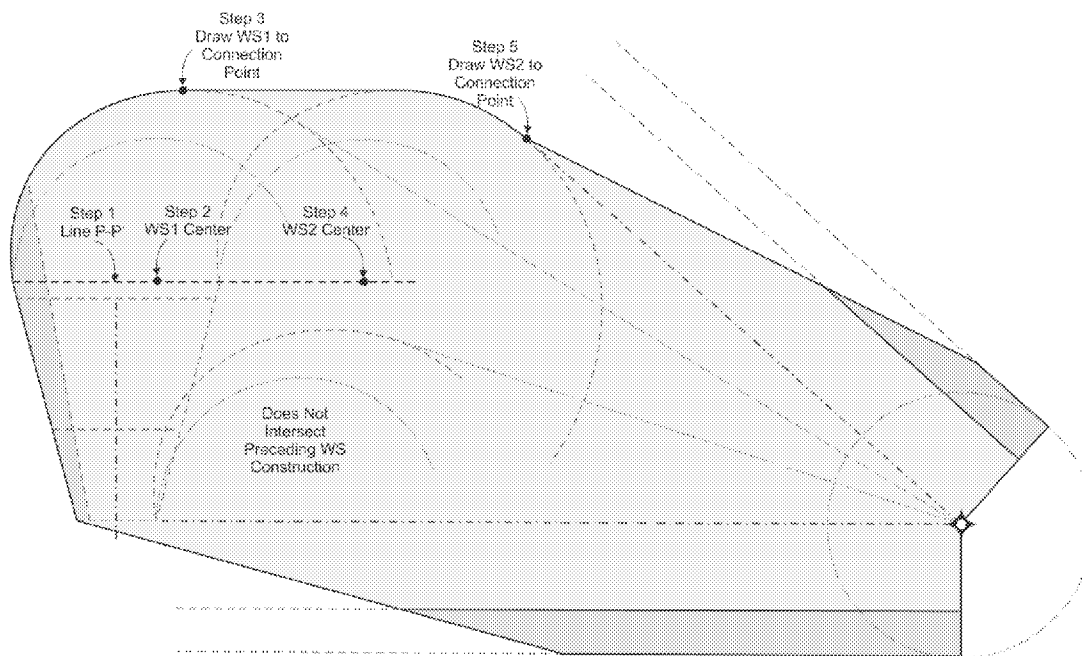 Step 3
Draw WS1 to
Connection
Point
Step 5
Draw WS2 to
Connection
Point
Step 1
Line P-P'
Step 2
WS1 Center
Step 4
WS2 Center
Does Not
Intersect
Preceding WS
Construction